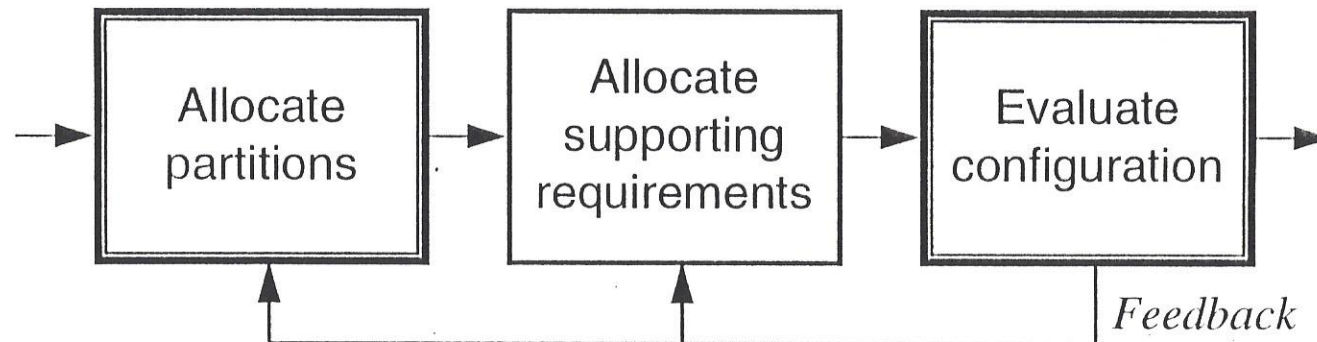 Allocate
partitions
Allocate
supporting
requirements
Evaluate
configuration
Feedback